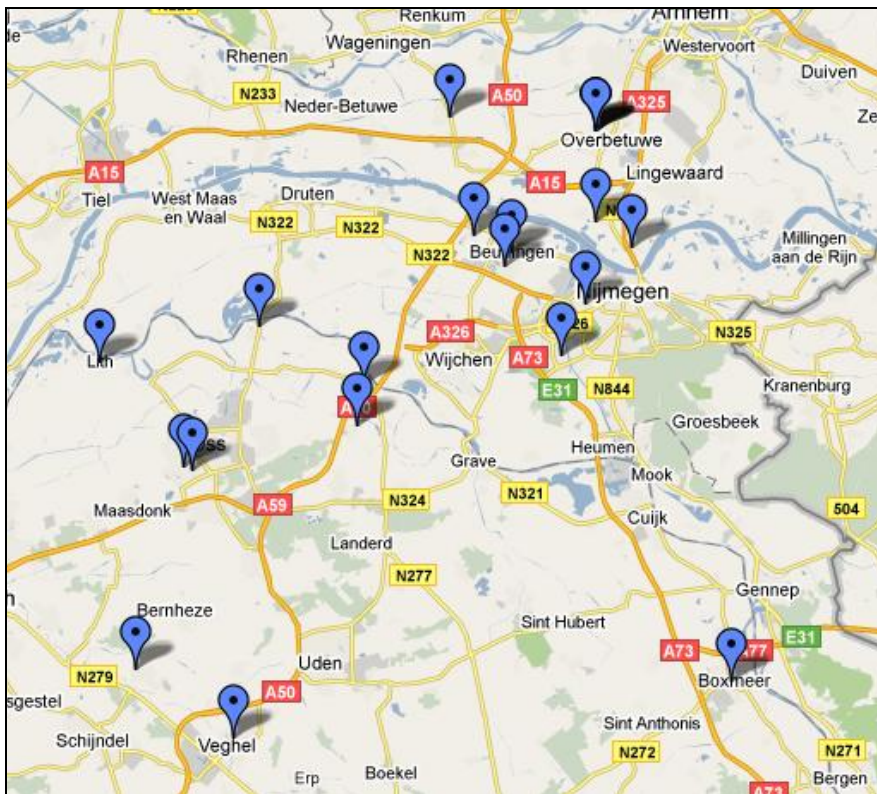 Renkum
Arnhem
Westervoort
Wageningen
Rhenen
Duiven
N233
Neder-Betuwe
A50
A325
Overbetuwe
A15
Lingewaard
A15
Tiel
West Maas
en Waal
Druten
N322
N322
N322
Millingen
aan de Rijn
Nijmegen
A326
Wijchen
A73
N325
E31
N844
Kranenburg
Groesbeek
Heumen
Mook
Grave
N321
N324
A59
Maasdonk
504
Cuijk
Landerd
N277
Gennep
Bernheze
Sint Hubert
E31
Uden
A73
A77
N279
Boxmeer
A50
sgestel
Schijndel
Veghel
Sint Anthonis
N272
N271
Erp
Boekel
Bergen
A73